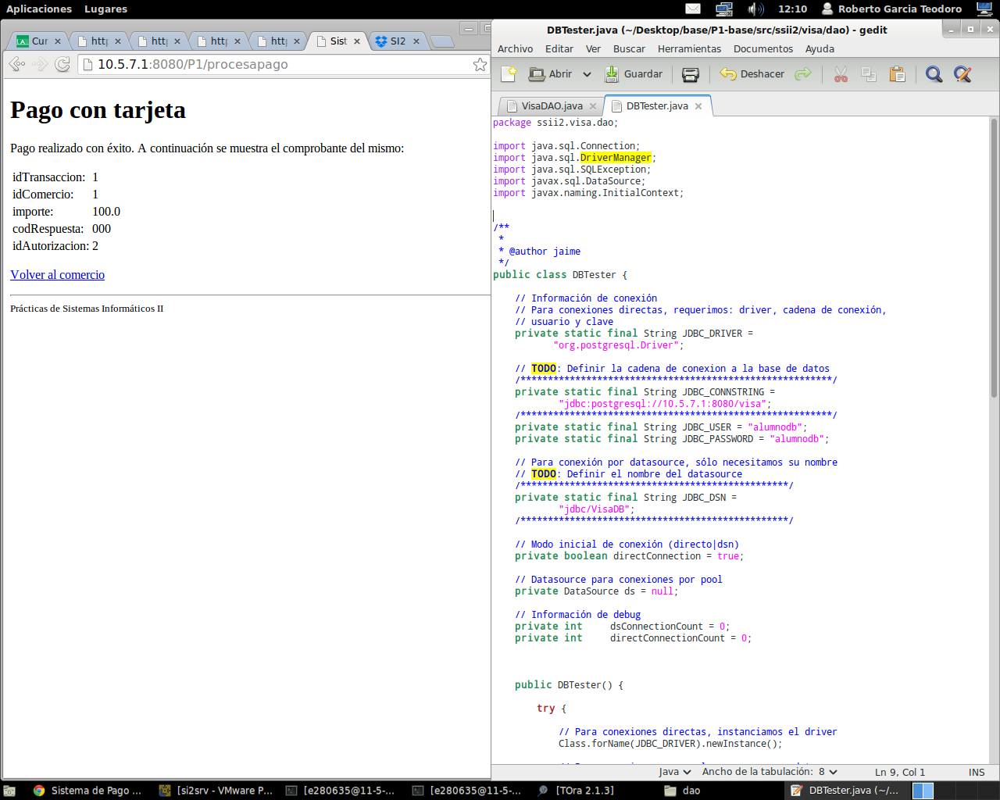 Aplicaciones Lugares 12:10 Roberto Garcia Teodoro
Cur http http http http Sist SI2
10.5.7.1:8080/P1/procesapago
Pago con tarjeta
Pago realizado con éxito. A continuación se muestra el comprobante del mismo:
idTransaccion: 1
idComercio: 1
importe: 100.0
codRespuesta: 000
idAutorizacion: 2
Volver al comercio
Prácticas de Sistemas Informáticos II
DBTester.java (~/Desktop/base/P1-base/src/ssii2/visa/dao) - gedit
Archivo Editar Ver Buscar Herramientas Documentos Ayuda
Abrir Guardar Deshacer
VisaDAO.java DBTester.java
package ssii2.visa.dao;
import java.sql.Connection;
import java.sql.DriverManager;
import java.sql.SQLException;
import javax.sql.DataSource;
import javax.naming.InitialContext;
/**
*
* @author jaime
*/
public class DBTester {
// Información de conexión
// Para conexiones directas, requerimos: driver, cadena de conexión,
// usuario y clave
private static final String JDBC_DRIVER =
"org.postgresql.Driver";
// TODO: Definir la cadena de conexion a la base de datos
/*********************************************************/
private static final String JDBC_CONNSTRING =
"jdbc:postgresql://10.5.7.1:8080/visa";
/*********************************************************/
private static final String JDBC_USER = "alumnodb";
private static final String JDBC_PASSWORD = "alumnodb";
// Para conexión por datasource, sólo necesitamos su nombre
// TODO: Definir el nombre del datasource
/*************************************************/
private static final String JDBC_DSN =
"jdbc/VisaDB";
/*************************************************/
// Modo inicial de conexión (directo|dsn)
private boolean directConnection = true;
// Datasource para conexiones por pool
private DataSource ds = null;
// Información de debug
private int dsConnectionCount = 0;
private int directConnectionCount = 0;
public DBTester() {
try {
// Para conexiones directas, instanciamos el driver
Class.forName(JDBC_DRIVER).newInstance();
Java Ancho de la tabulación: 8 Ln 9, Col 1 INS
Sistema de Pago ... [si2srv - VMware P... [e280635@11-5-... [e280635@11-5-... [TOra 2.1.3] dao DBTester.java (~/...